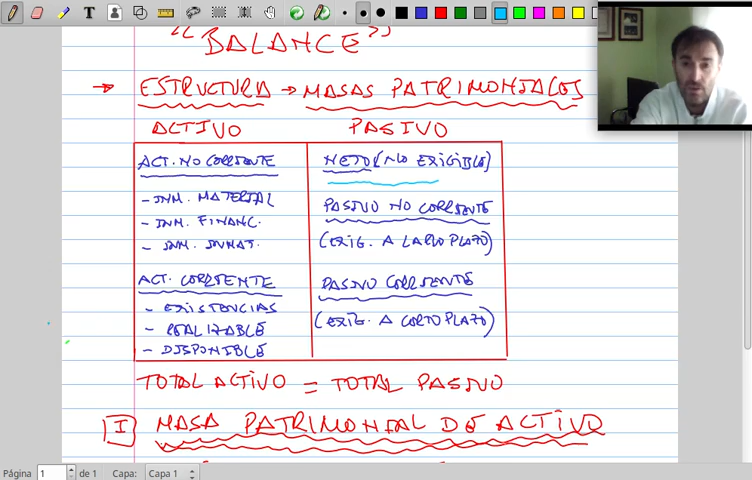 "BALANCE"
→ ESTRUCTURA → MASAS PATRIMONIALES
ACTIVO PASIVO
ACT. NO CORRIENTE
- INM. MATERIAL
- INM. FINANC.
- INM. INMAT.
ACT. CORRIENTE
- EXISTENCIAS
- REALIZABLE
- DISPONIBLE
NETO (NO EXIGIBLE)
PASIVO NO CORRIENTE
(EXIG. A LARGO PLAZO)
PASIVO CORRIENTE
(EXIG. A CORTO PLAZO)
TOTAL ACTIVO = TOTAL PASIVO
I MASA PATRIMONIAL DE ACTIVO
Página 1 de 1 Capa: Capa 1